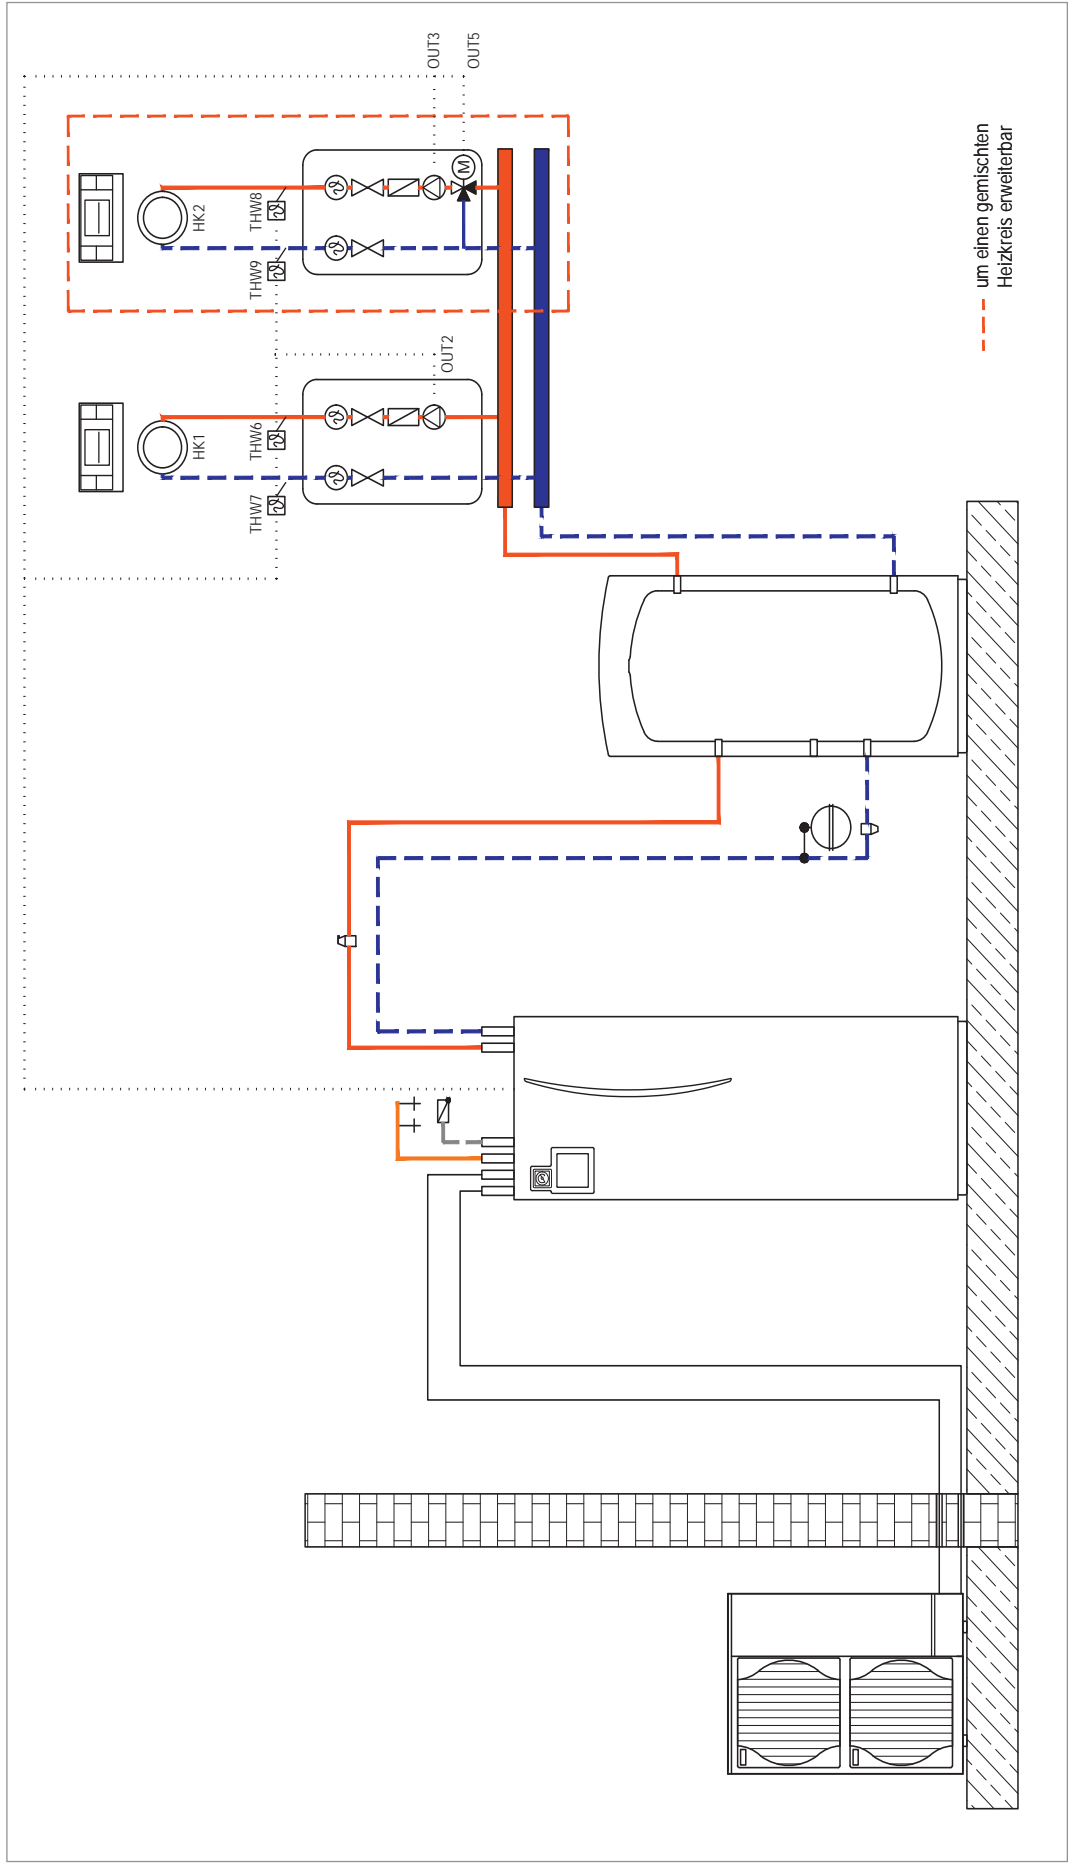 OUT3
OUT5
HK2
THW8
THW9
OUT2
HK1
THW6
THW7
M
um einen gemischten
Heizkreis erweiterbar